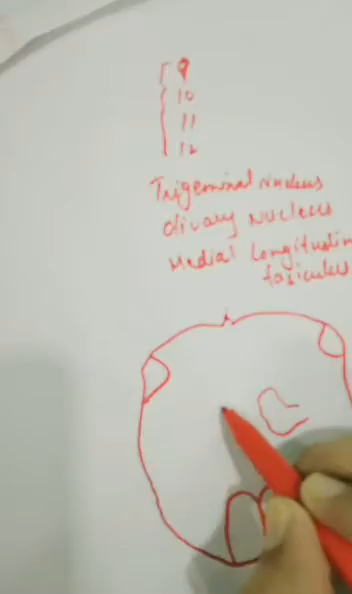 9
10
11
12
Trigeminal Nucleus
Olivary Nucleus
Medial Longitudin
fasiculus